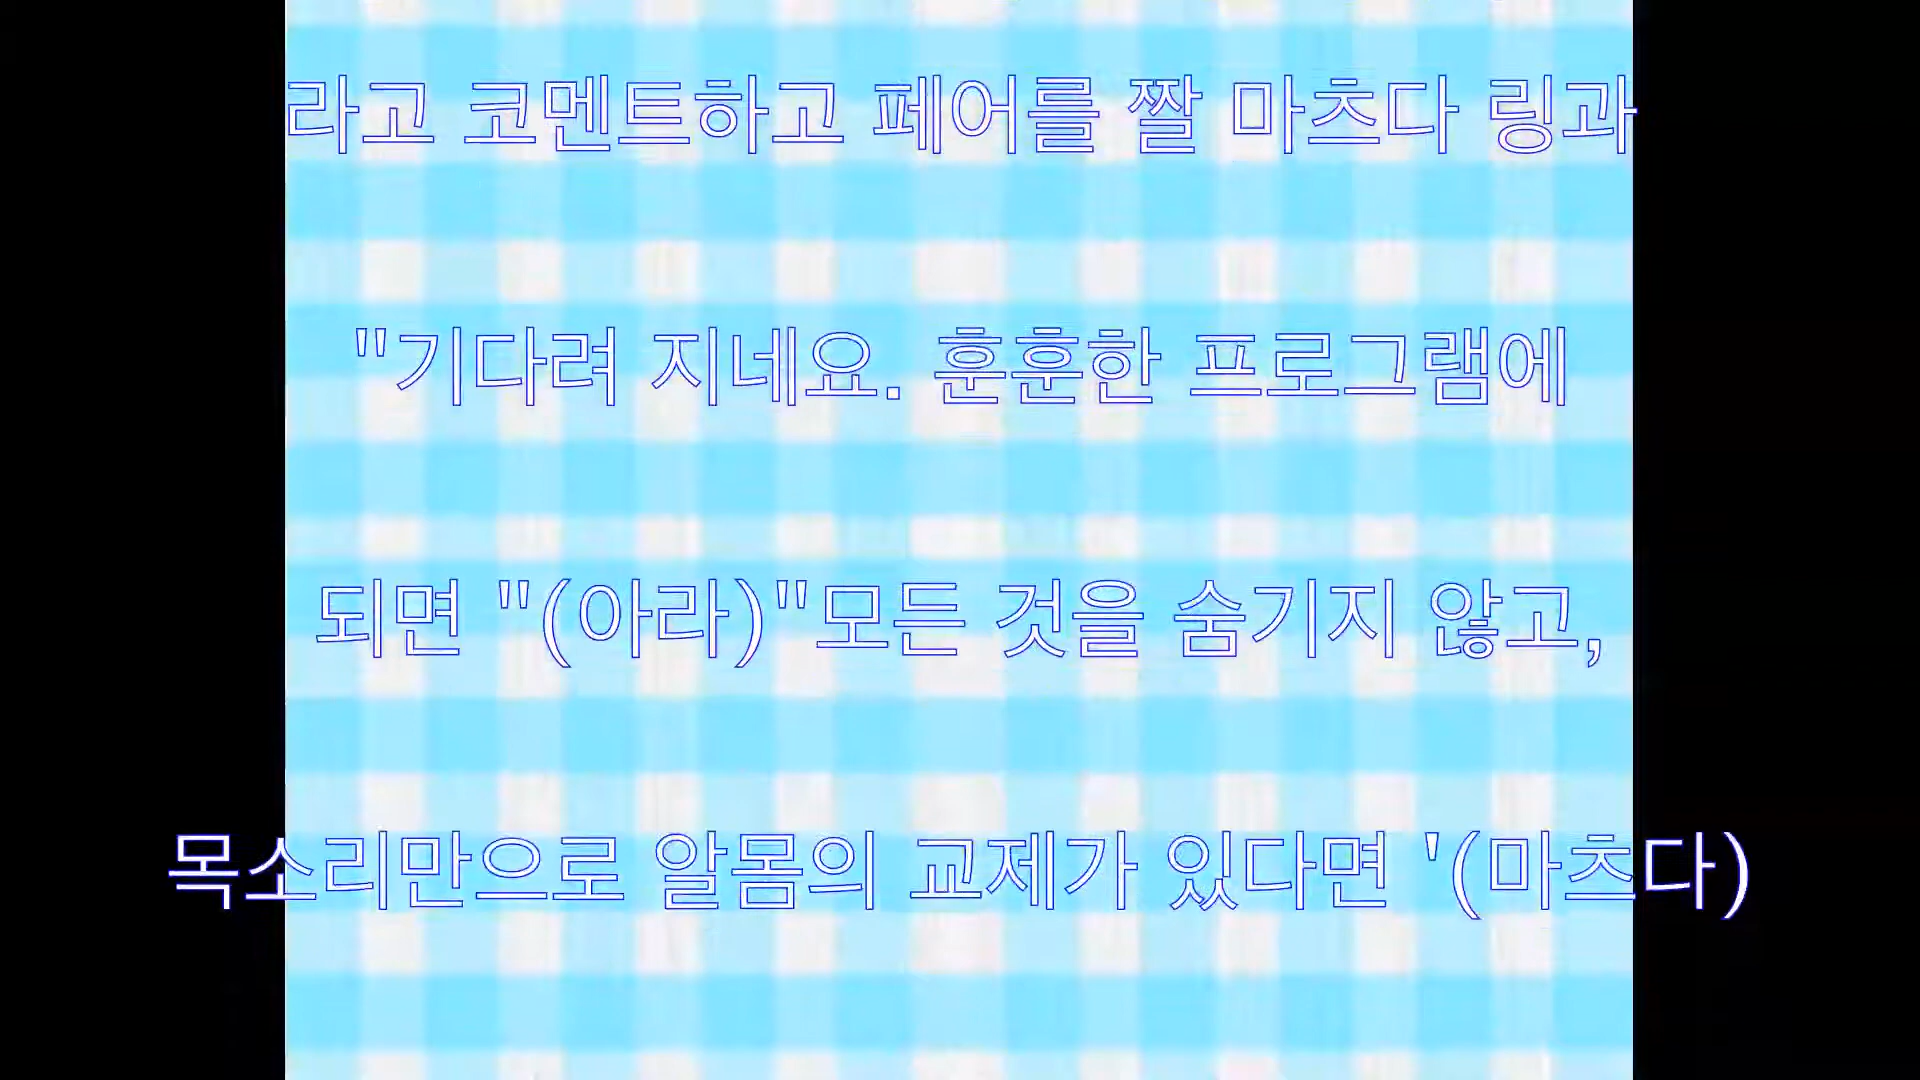 라고 코멘트하고 페어를 짤 마츠다 링과
"기다려 지네요. 훈훈한 프로그램에
되면 "(아라)"모든 것을 숨기지 않고,
목소리만으로 알몸의 교제가 있다면 '(마츠다)